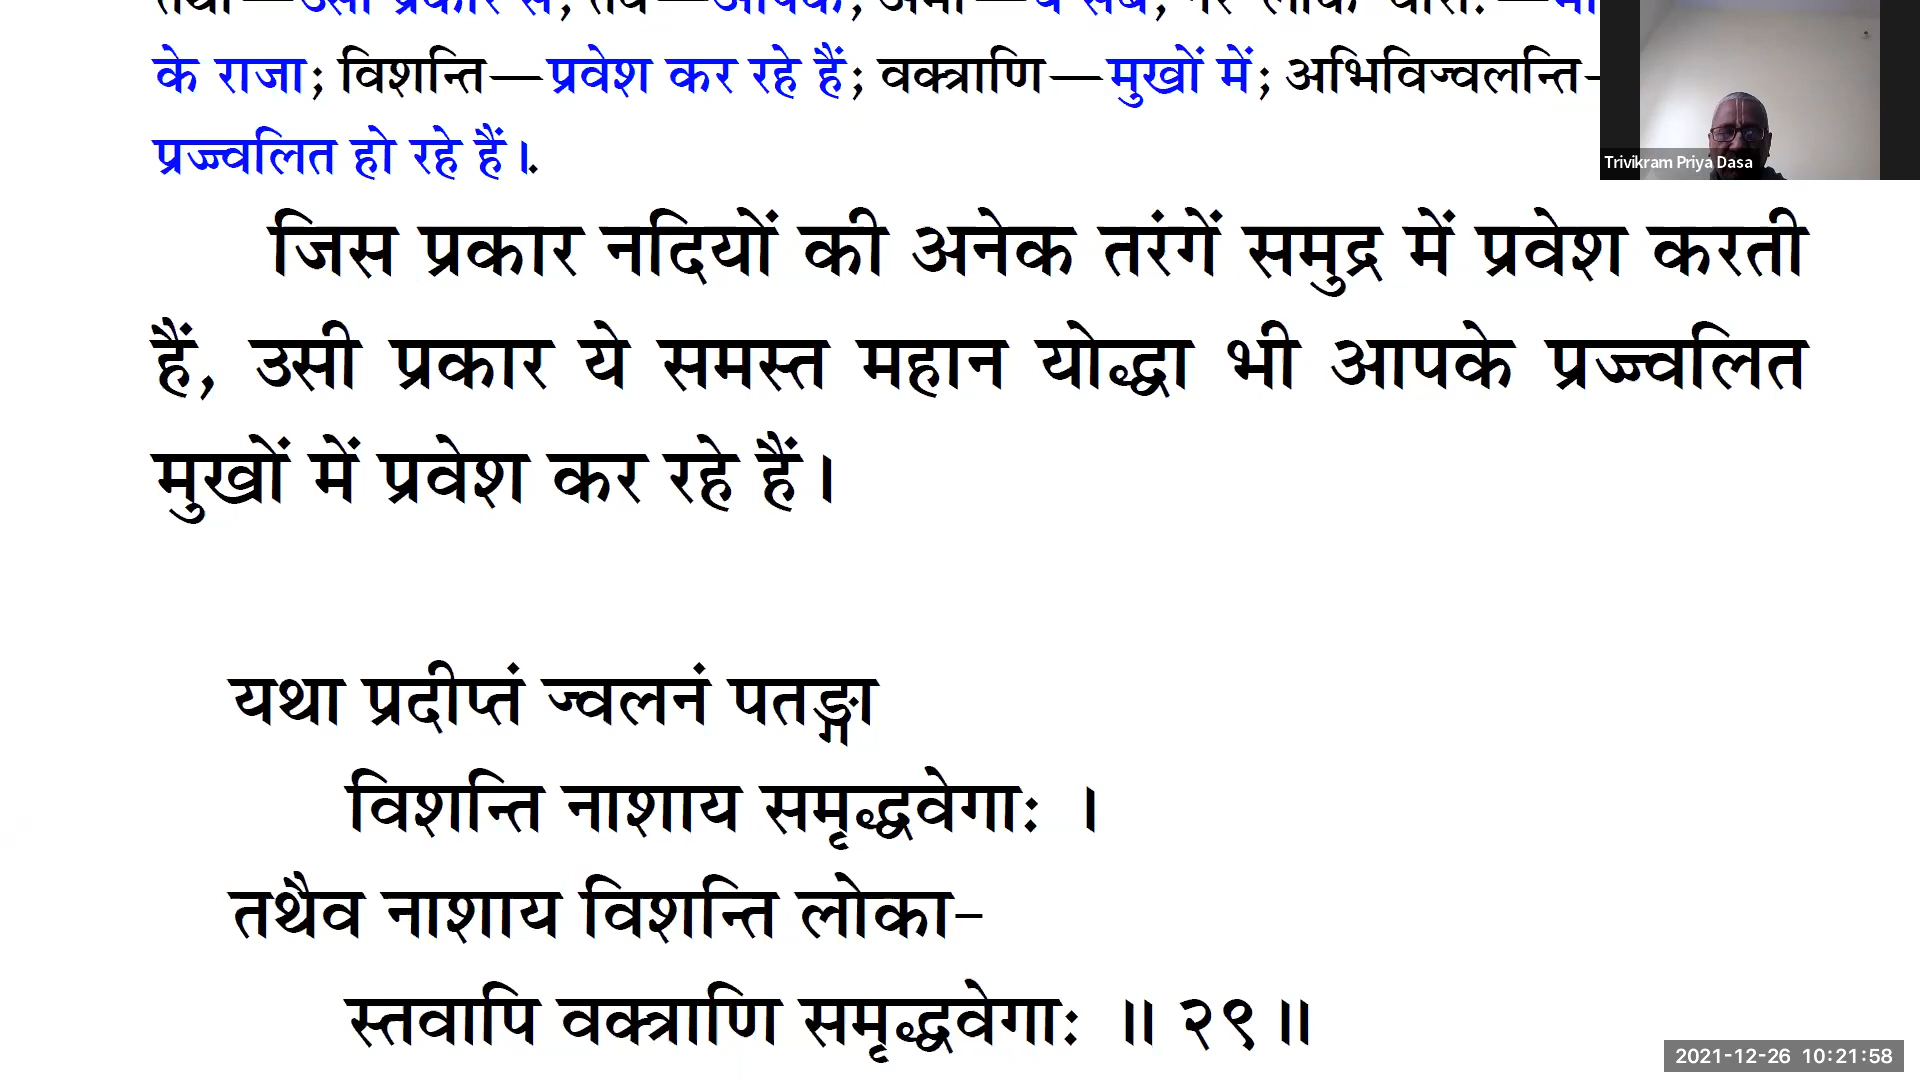 के राजा; विशन्ति—प्रवेश कर रहे हैं; वक्त्राणि—मुखों में; अभिविज्वलन्ति-
Trivikram Priya Dasa
प्रज्ज्वलित हो रहे हैं।.
जिस प्रकार नदियों की अनेक तरंगें समुद्र में प्रवेश करती
हैं, उसी प्रकार ये समस्त महान योद्धा भी आपके प्रज्ज्वलित
मुखों में प्रवेश कर रहे हैं।
यथा प्रदीप्तं ज्वलनं पतङ्गा
विशन्ति नाशाय समृद्धवेगाः ।
तथैव नाशाय विशन्ति लोका-
स्तवापि वक्त्राणि समृद्धवेगाः ॥ २९॥
2021-12-26 10:21:58